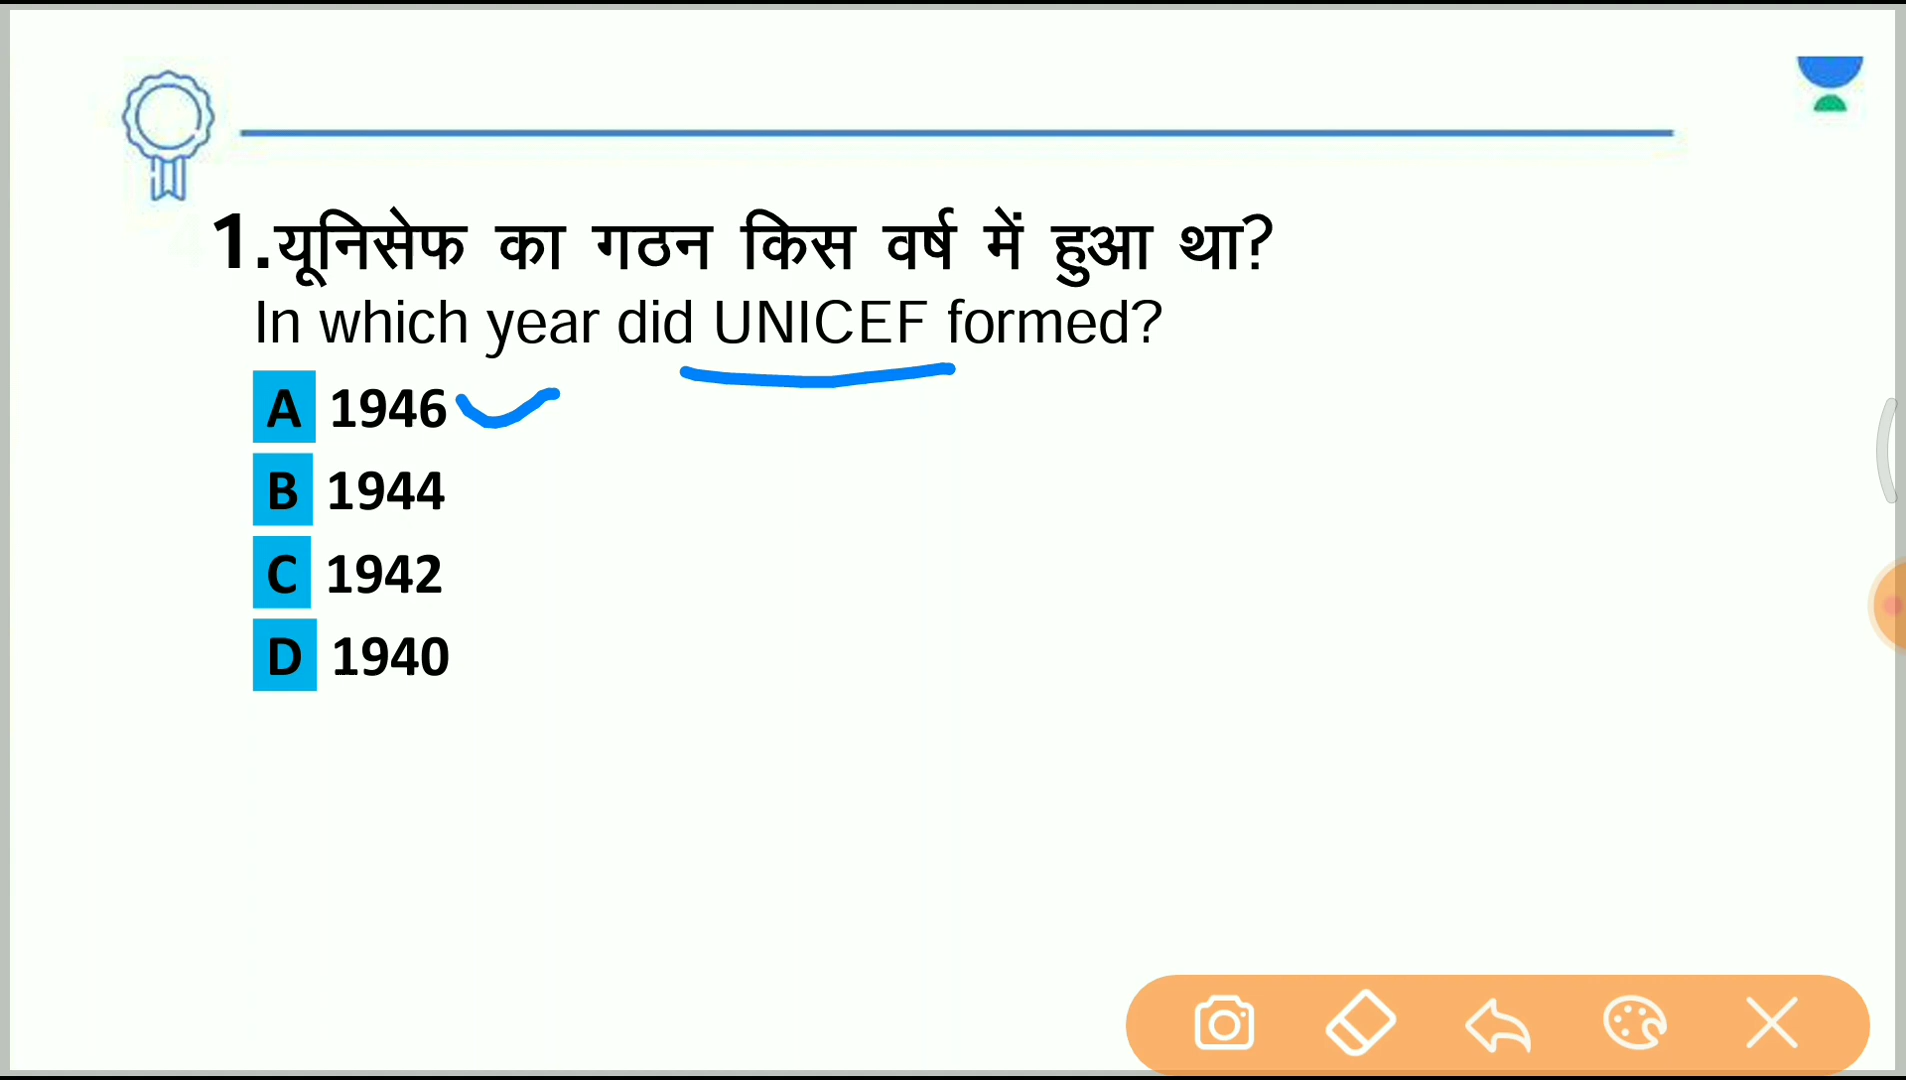 1.यूनिसेफ का गठन किस वर्ष में हुआ था?
In which year did UNICEF formed?
A 1946
B 1944
C 1942
D 1940